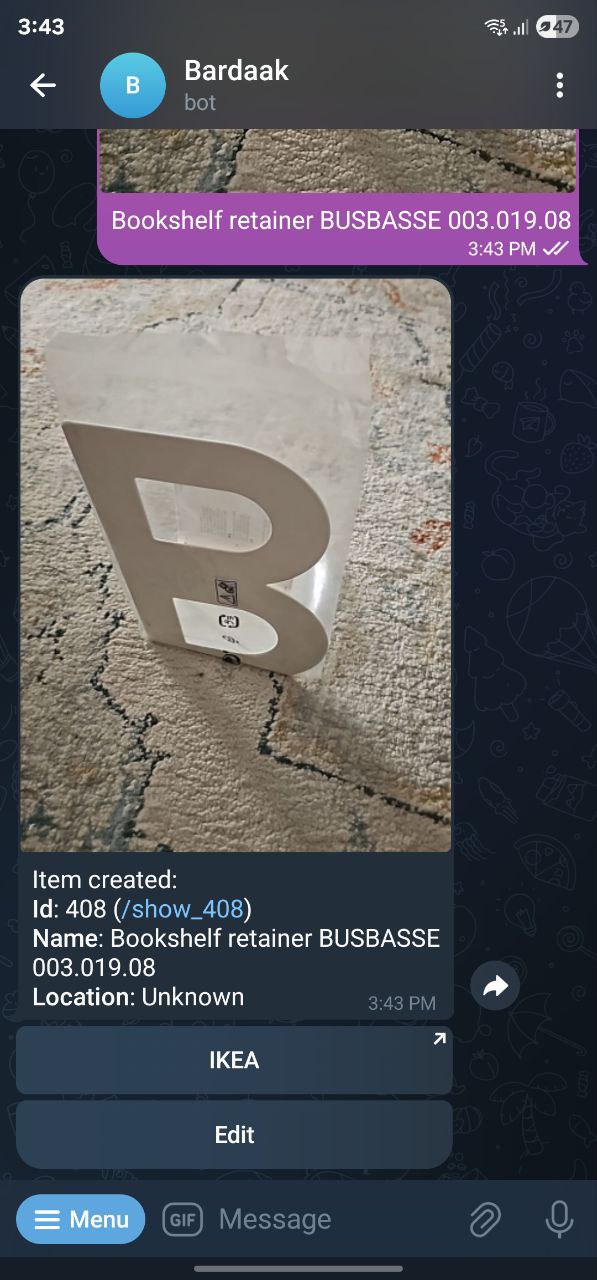 3:43
47
B
Bardaak
bot
Bookshelf retainer BUSBASSE 003.019.08
3:43 PM
B
Item created:
Id: 408 (/show_408)
Name: Bookshelf retainer BUSBASSE
003.019.08
Location: Unknown
3:43 PM
IKEA
Edit
Menu
GIF
Message